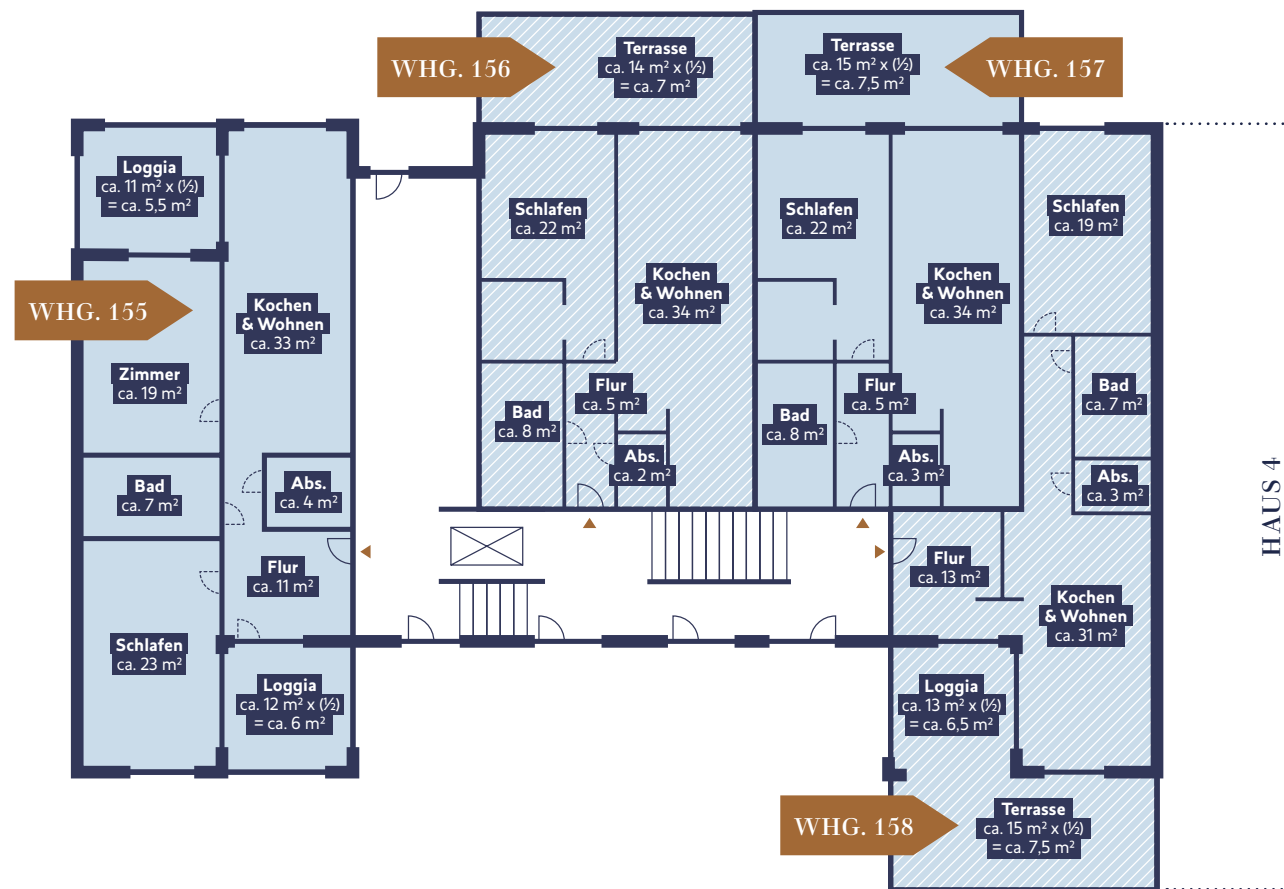 WHG. 156
Terrasse
ca. 14 m² x (½)
= ca. 7 m²
Terrasse
ca. 15 m² x (½)
= ca. 7,5 m²
WHG. 157
Loggia
ca. 11 m² x (½)
= ca. 5,5 m²
WHG. 155
Kochen
& Wohnen
ca. 33 m²
Zimmer
ca. 19 m²
Bad
ca. 7 m²
Abs.
ca. 4 m²
Flur
ca. 11 m²
Schlafen
ca. 23 m²
Loggia
ca. 12 m² x (½)
= ca. 6 m²
Schlafen
ca. 22 m²
Kochen
& Wohnen
ca. 34 m²
Flur
ca. 5 m²
Bad
ca. 8 m²
Abs.
ca. 2 m²
Schlafen
ca. 22 m²
Kochen
& Wohnen
ca. 34 m²
Flur
ca. 5 m²
Bad
ca. 8 m²
Abs.
ca. 3 m²
Schlafen
ca. 19 m²
Bad
ca. 7 m²
Abs.
ca. 3 m²
Flur
ca. 13 m²
Kochen
& Wohnen
ca. 31 m²
Loggia
ca. 13 m² x (½)
= ca. 6,5 m²
WHG. 158
Terrasse
ca. 15 m² x (½)
= ca. 7,5 m²
HAUS 4